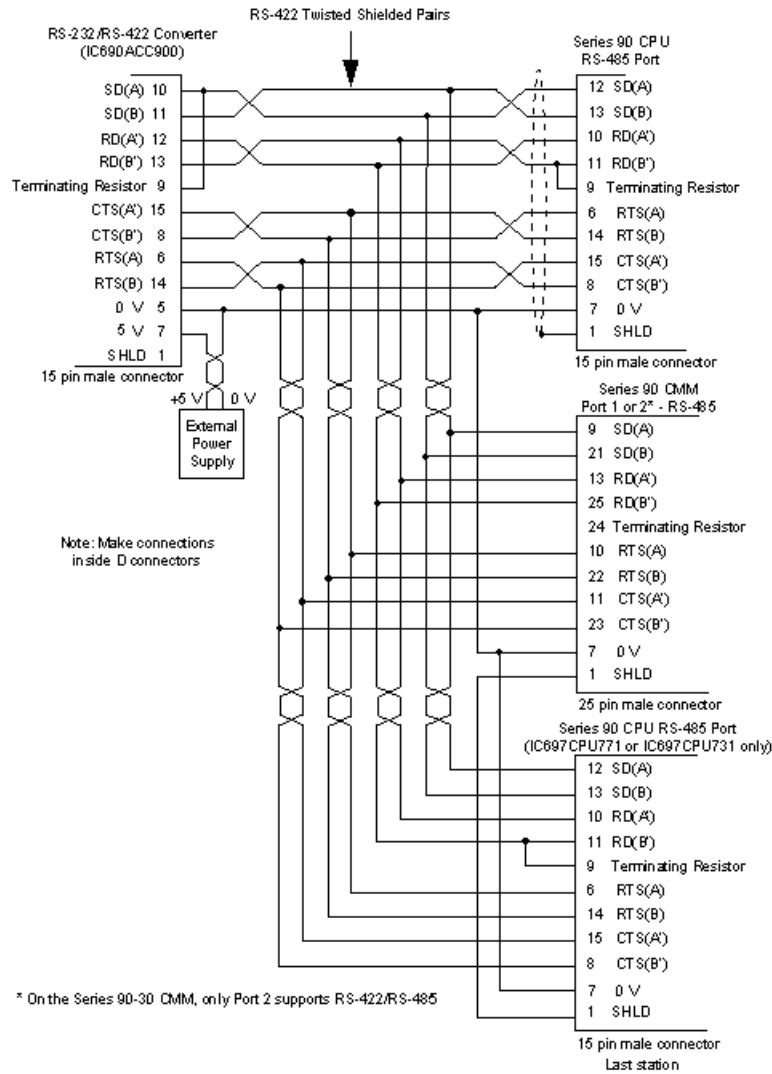 RS-422 Twisted Shielded Pairs
RS-232/RS-422 Converter
(IC690ACC900)
SD(A) 10
SD(B) 11
RD(A') 12
RD(B') 13
Terminating Resistor 9
CTS(A') 15
CTS(B') 8
RTS(A) 6
RTS(B) 14
0 V 5
5 V 7
SHLD 1
15 pin male connector
+5 V 0 V
External
Power
Supply
Note: Make connections
inside D connectors
Series 90 CPU
RS-485 Port
12 SD(A)
13 SD(B)
10 RD(A')
11 RD(B')
9 Terminating Resistor
6 RTS(A)
14 RTS(B)
15 CTS(A')
8 CTS(B')
7 0 V
1 SHLD
15 pin male connector
Series 90 CMM
Port 1 or 2* - RS-485
9 SD(A)
21 SD(B)
13 RD(A')
25 RD(B')
24 Terminating Resistor
10 RTS(A)
22 RTS(B)
11 CTS(A')
23 CTS(B')
7 0 V
1 SHLD
25 pin male connector
Series 90 CPU RS-485 Port
(IC697CPU771 or IC697CPU731 only)
12 SD(A)
13 SD(B)
10 RD(A')
11 RD(B')
9 Terminating Resistor
6 RTS(A)
14 RTS(B)
15 CTS(A')
8 CTS(B')
7 0 V
1 SHLD
15 pin male connector
Last station
* On the Series 90-30 CMM, only Port 2 supports RS-422/RS-485